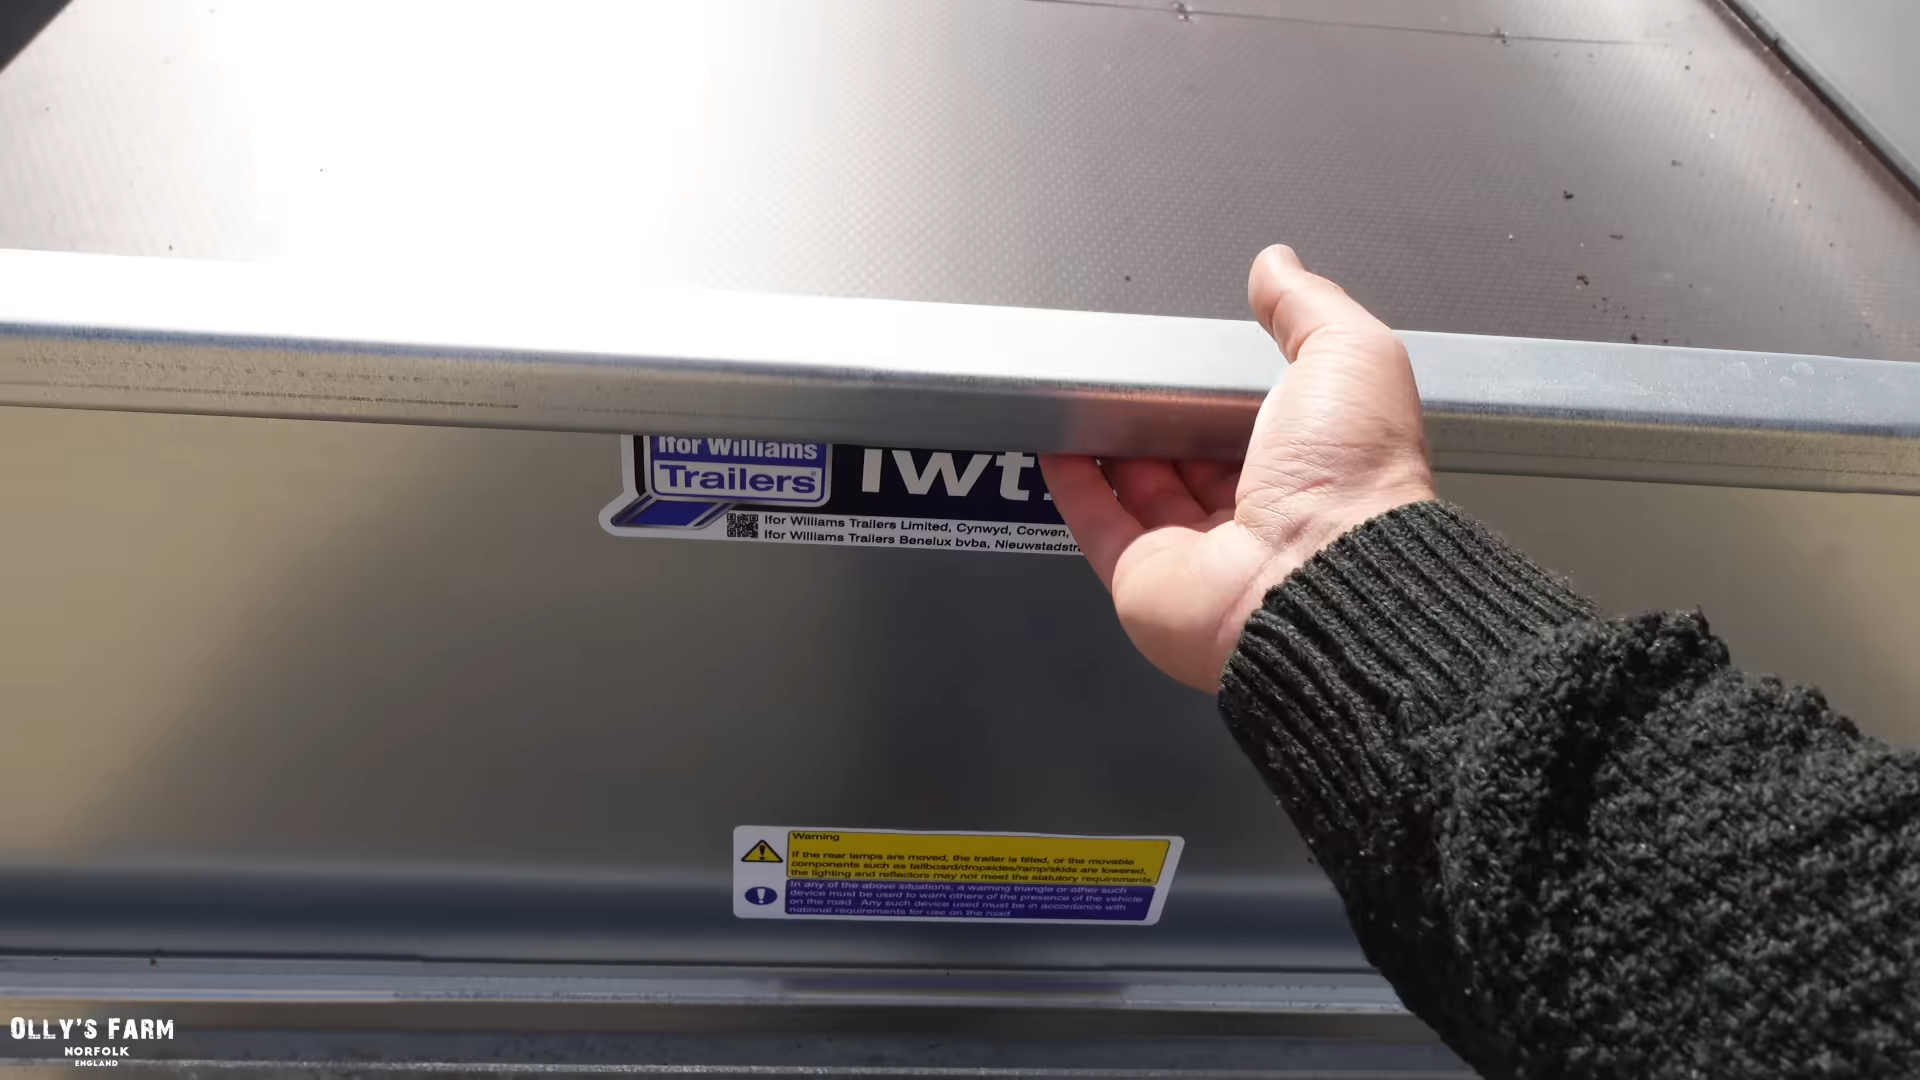 Ifor Williams
Trailers
iwt.
Ifor Williams Trailers Limited, Cynwyd, Corwen,
Ifor Williams Trailers Benelux bvba,
Warning
If the rear lamps are moved, the trailer is tilted, or the movable
components such as tailboard/dropsides/ramp/skids are lowered,
the lighting and reflectors may not meet the statutory requirements.
In any of the above situations, a warning triangle or other such
device must be used to warn others of the presence of the vehicle
on the road. Any such device used must be in accordance with
national requirements for use on the road
OLLY'S FARM
NORFOLK
ENGLAND